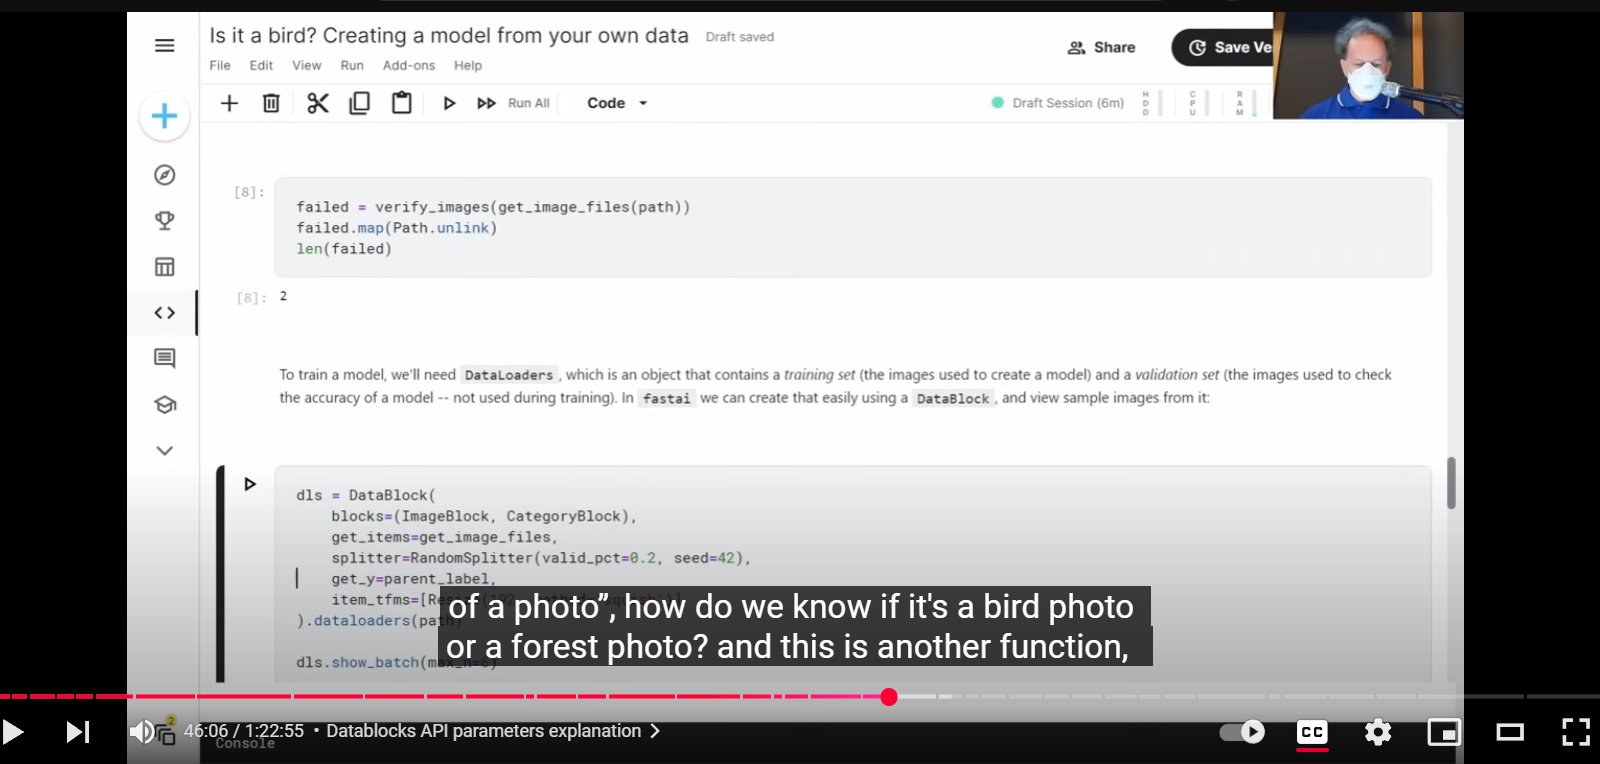 Is it a bird? Creating a model from your own data Draft saved
Share
Save Ve
File Edit View Run Add-ons Help
Run All Code
Draft Session (6m)
HDD
CPU
RAM
[8]:
failed = verify_images(get_image_files(path))
failed.map(Path.unlink)
len(failed)
[8]: 2
To train a model, we'll need DataLoaders, which is an object that contains a training set (the images used to create a model) and a validation set (the images used to check
the accuracy of a model -- not used during training). In fastai we can create that easily using a DataBlock, and view sample images from it:
dls = DataBlock(
blocks=(ImageBlock, CategoryBlock),
get_items=get_image_files,
splitter=RandomSplitter(valid_pct=0.2, seed=42),
get_y=parent_label,
).dataloaders(path
dls.show_batch(max_n=6)
of a photo”, how do we know if it's a bird photo
or a forest photo? and this is another function,
2
46:06 / 1:22:55 • Datablocks API parameters explanation
CC
Console